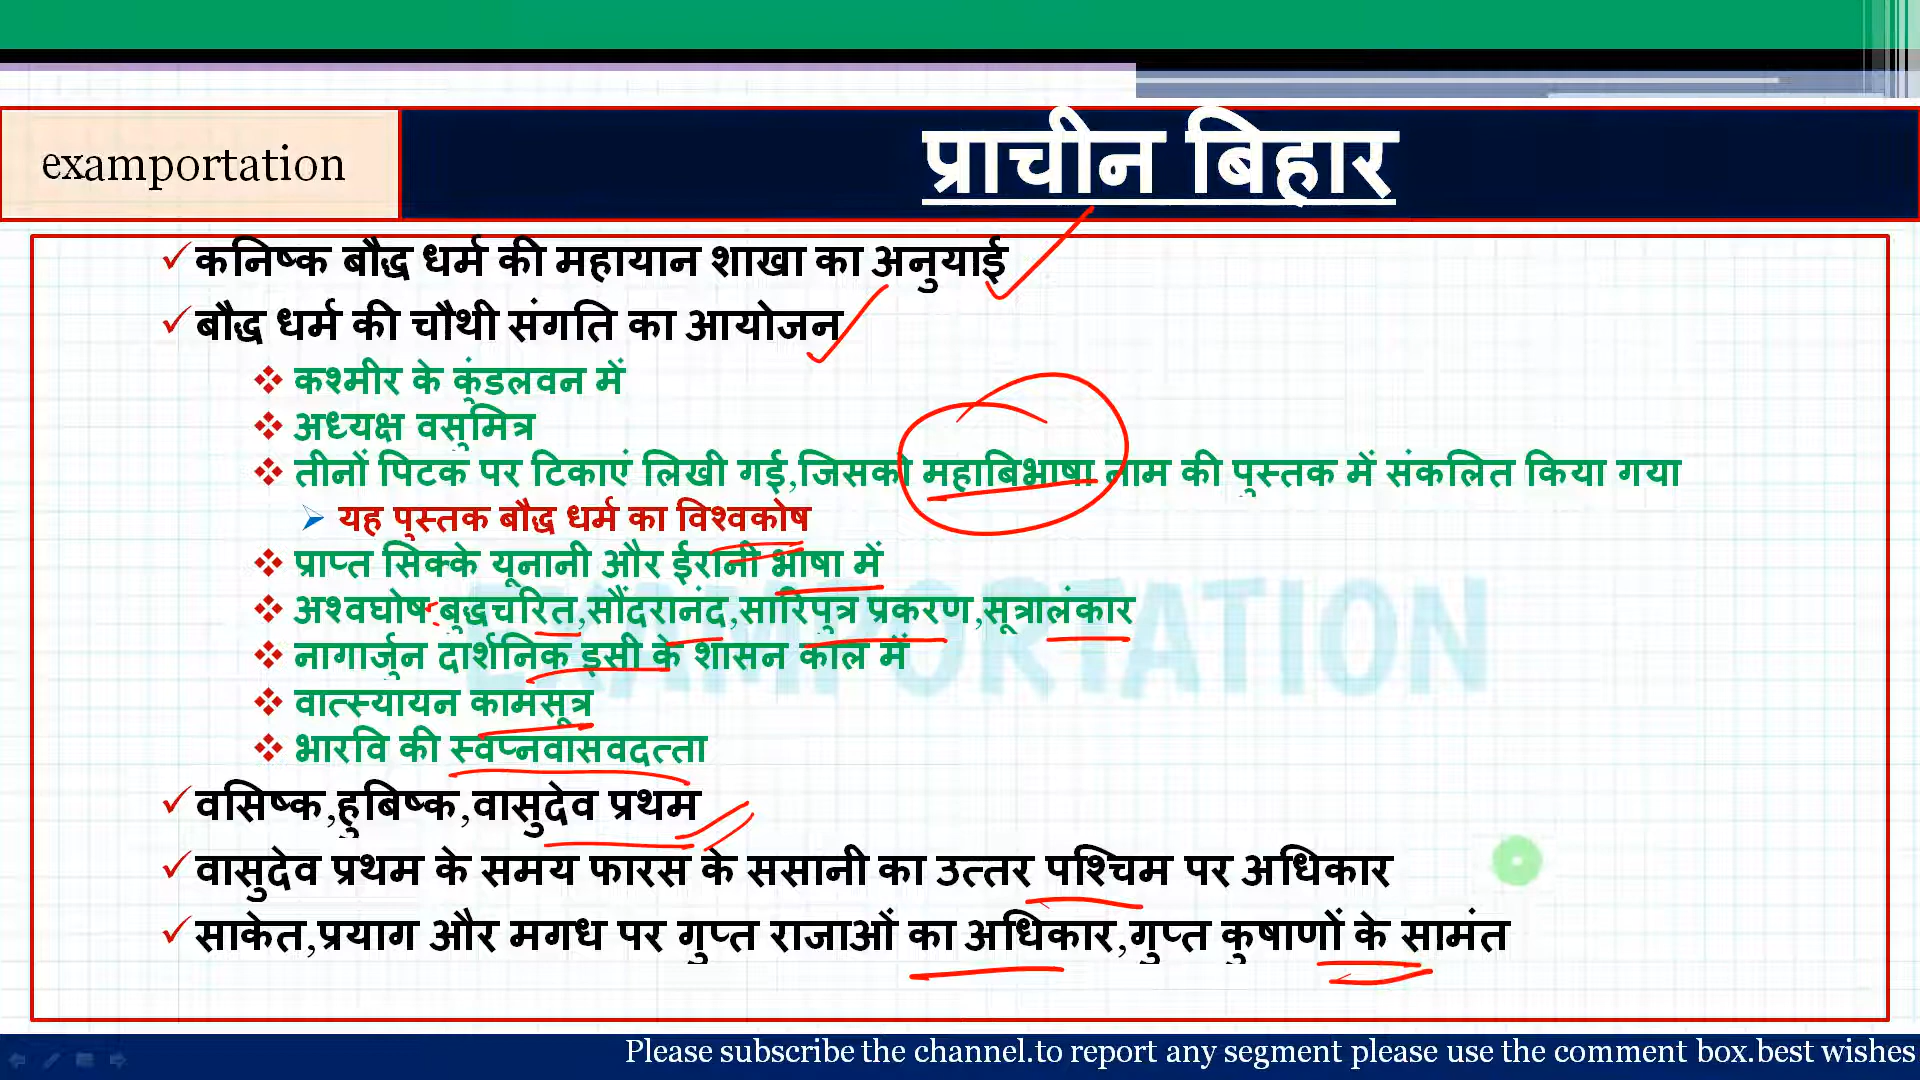 examportation
प्राचीन बिहार
कनिष्क बौद्ध धर्म की महायान शाखा का अनुयाई
बौद्ध धर्म की चौथी संगति का आयोजन
कश्मीर के कुंडलवन में
अध्यक्ष वसुमित्र
तीनों पिटक पर टिकाएं लिखी गई,जिसको महाबिभाषा नाम की पुस्तक में संकलित किया गया
यह पुस्तक बौद्ध धर्म का विश्वकोष
प्राप्त सिक्के यूनानी और ईरानी भाषा में
अश्वघोष बुद्धचरित,सौंदरानंद,सारिपुत्र प्रकरण,सूत्रालंकार
नागार्जुन दार्शनिक इसी के शासन काल में
वात्स्यायन कामसूत्र
भारवि की स्वप्नवासवदत्ता
वसिष्क,हुबिष्क,वासुदेव प्रथम
वासुदेव प्रथम के समय फारस के ससानी का उत्तर पश्चिम पर अधिकार
साकेत,प्रयाग और मगध पर गुप्त राजाओं का अधिकार,गुप्त कुषाणों के सामंत
EXAMPORTATION
Please subscribe the channel.to report any segment please use the comment box.best wishes